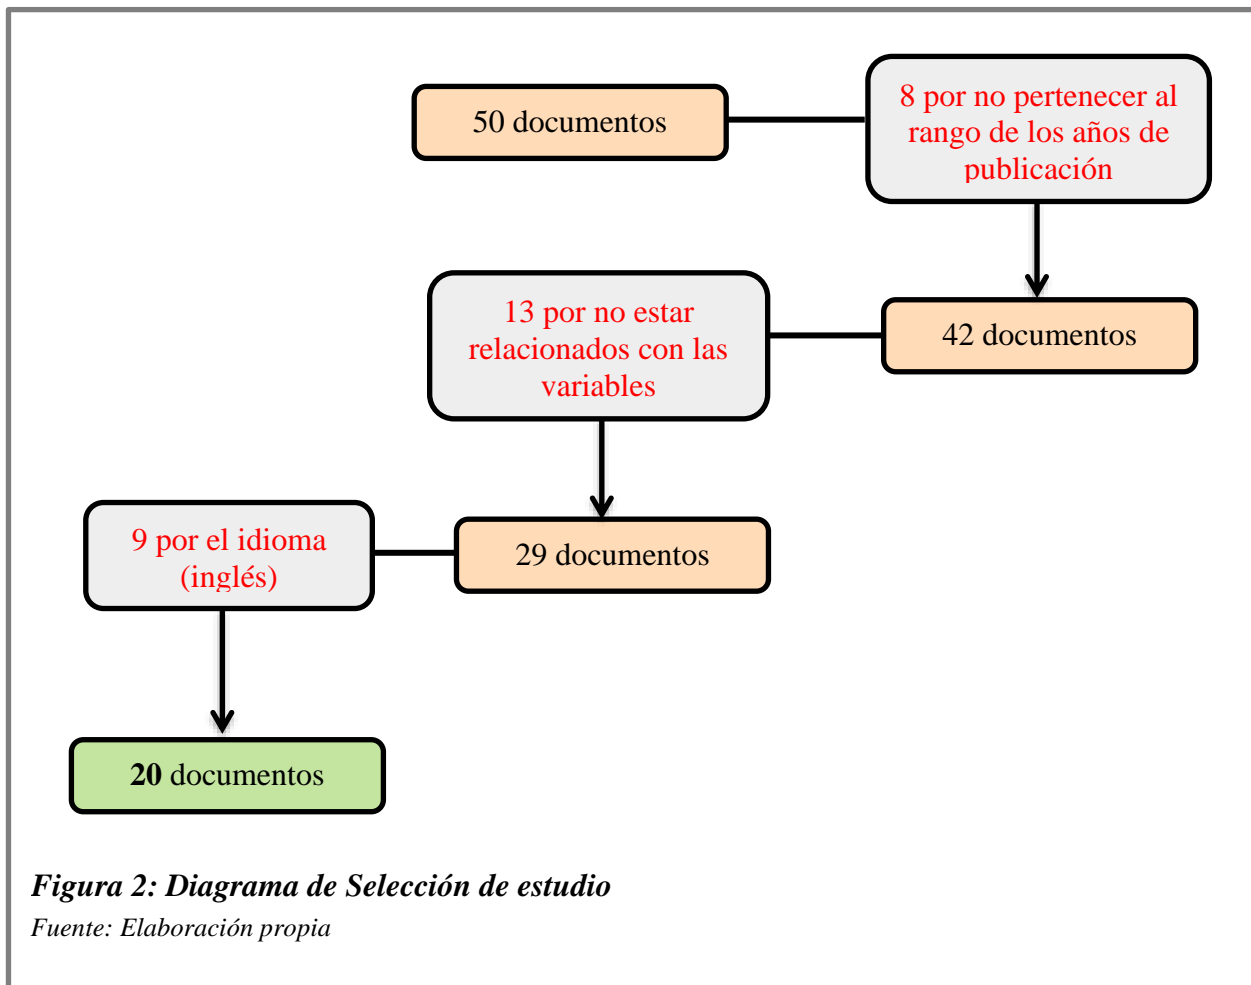 50 documentos
8 por no pertenecer al
rango de los años de
publicación
42 documentos
13 por no estar
relacionados con las
variables
29 documentos
9 por el idioma
(inglés)
20 documentos
Figura 2: Diagrama de Selección de estudio
Fuente: Elaboración propia